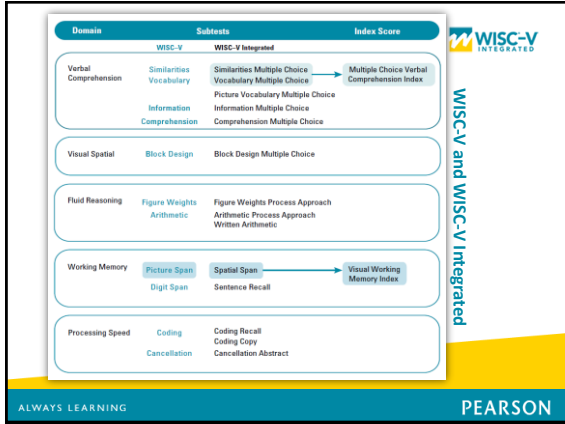 Domain Subtests Index Score
WISC–V WISC–V Integrated
Verbal Comprehension
Similarities Similarities Multiple Choice Multiple Choice Verbal
Vocabulary Vocabulary Multiple Choice Comprehension Index
Picture Vocabulary Multiple Choice
Information Information Multiple Choice
Comprehension Comprehension Multiple Choice
Visual Spatial Block Design Block Design Multiple Choice
Fluid Reasoning Figure Weights Figure Weights Process Approach
Arithmetic Arithmetic Process Approach
Written Arithmetic
Working Memory Picture Span Spatial Span Visual Working
Memory Index
Digit Span Sentence Recall
Processing Speed Coding Coding Recall
Coding Copy
Cancellation Cancellation Abstract
WISC–V
INTEGRATED
WISC-V and WISC-V Integrated
ALWAYS LEARNING
PEARSON